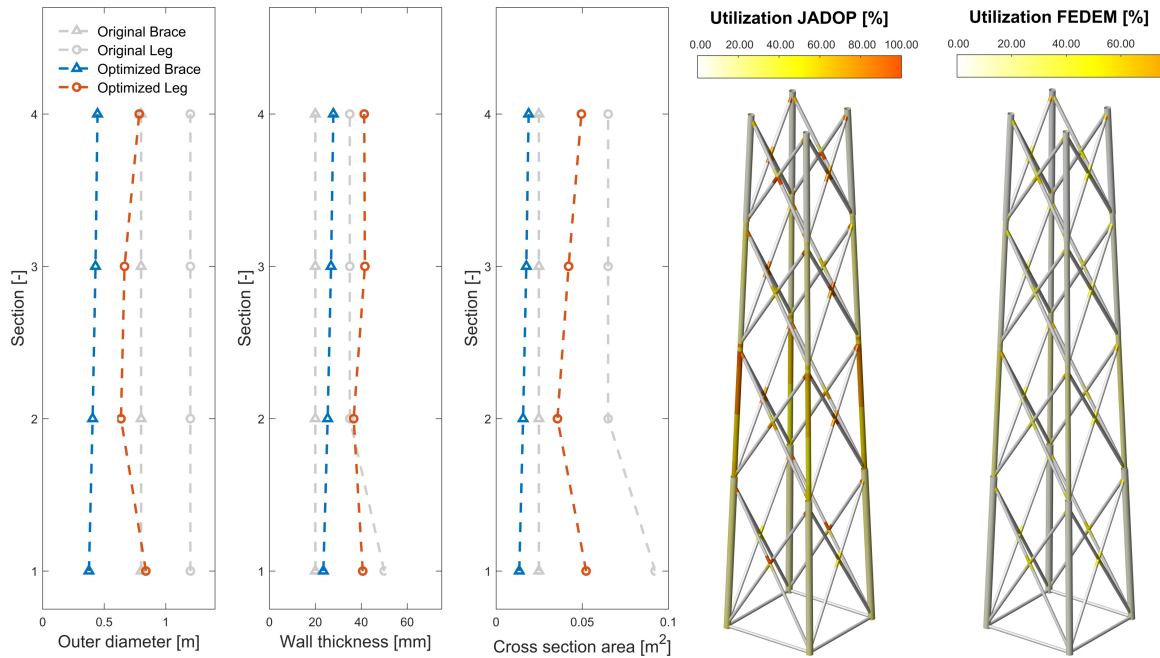 Original Brace
Original Leg
Optimized Brace
Optimized Leg
4
3
2
1
Section [-]
0
0.5
1
Outer diameter [m]
4
3
2
1
Section [-]
0
20
40
60
Wall thickness [mm]
4
3
2
1
Section [-]
0
0.05
0.1
Cross section area [m²]
Utilization JADOP [%]
0.00 20.00 40.00 60.00 80.00 100.00
Utilization FEDEM [%]
0.00 20.00 40.00 60.00